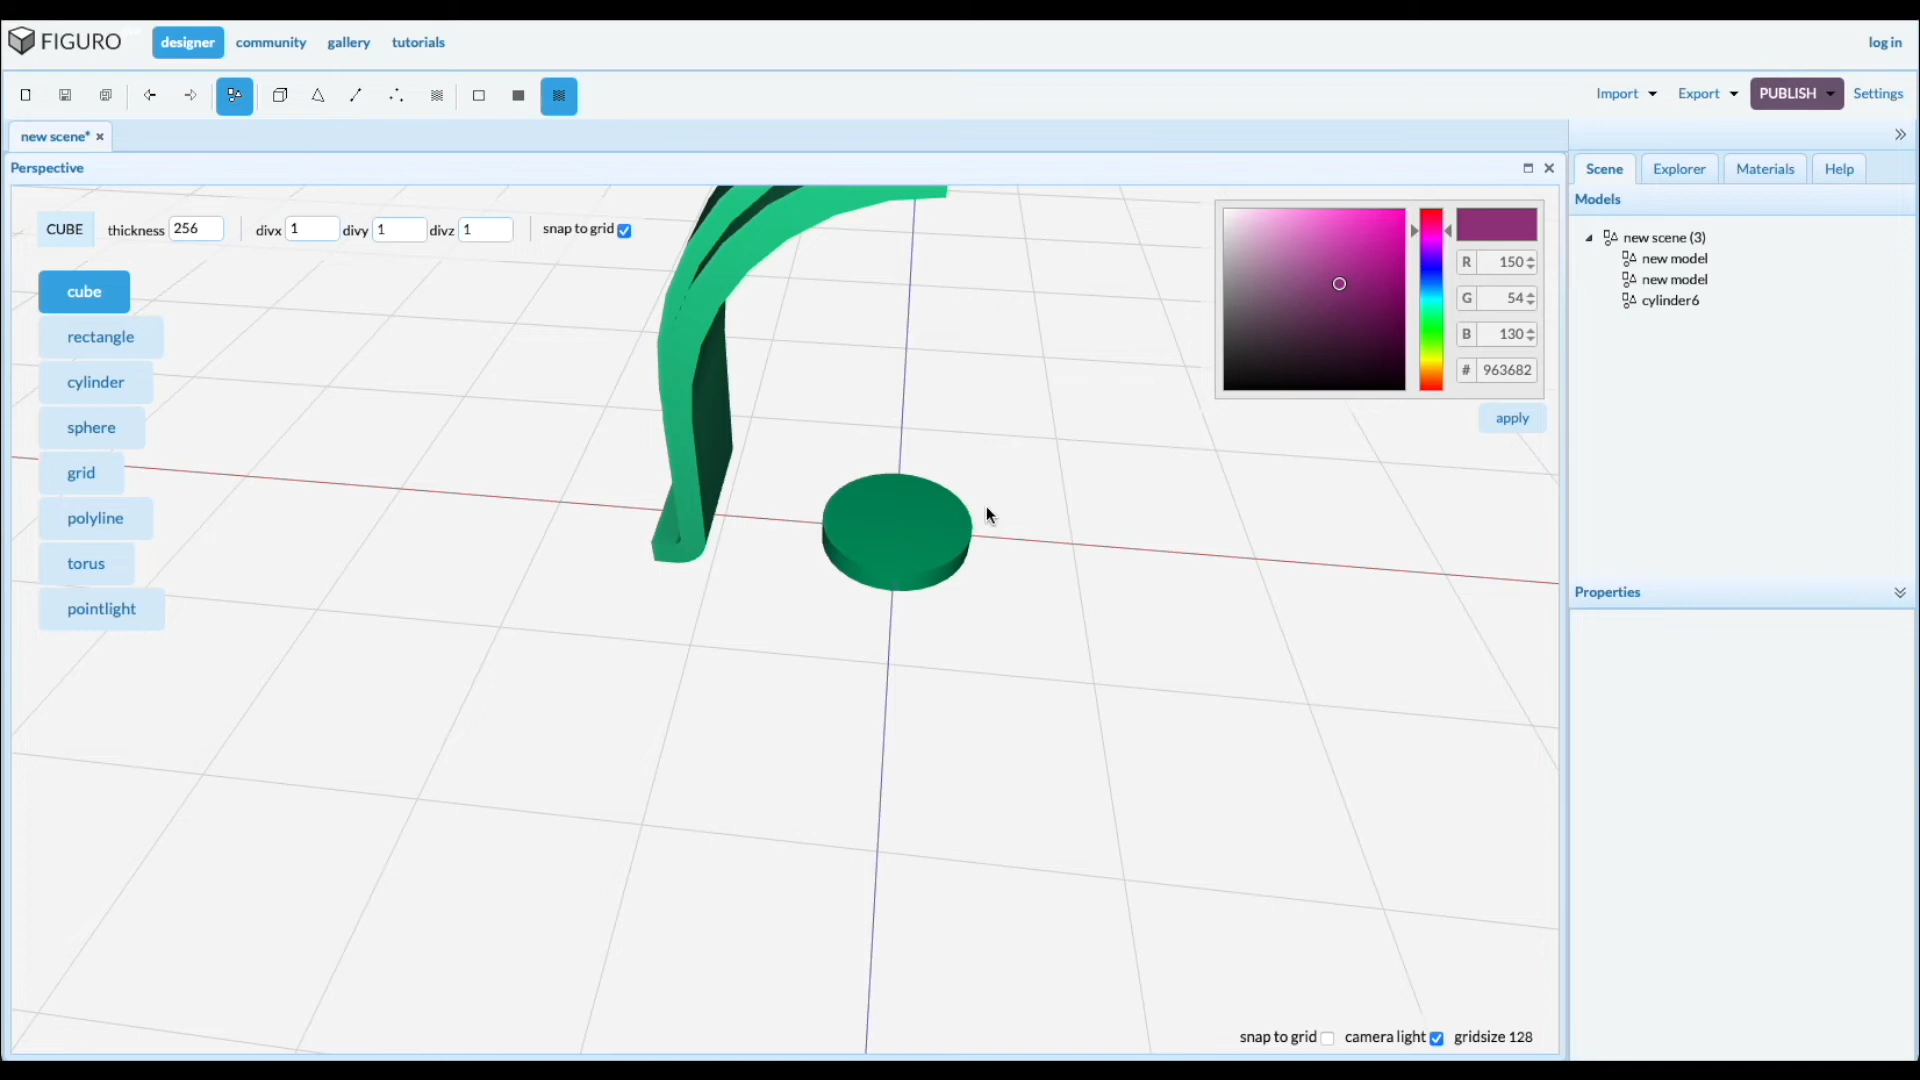 FIGURO designer community gallery tutorials log in
Import Export PUBLISH Settings
new scene* ×
Perspective
Scene Explorer Materials Help
Models
new scene (3)
new model
new model
cylinder6
CUBE thickness 256 divx 1 divy 1 divz 1 snap to grid
cube
rectangle
cylinder
sphere
grid
polyline
torus
pointlight
R 150
G 54
B 130
# 963682
apply
Properties
snap to grid camera light gridsize 128